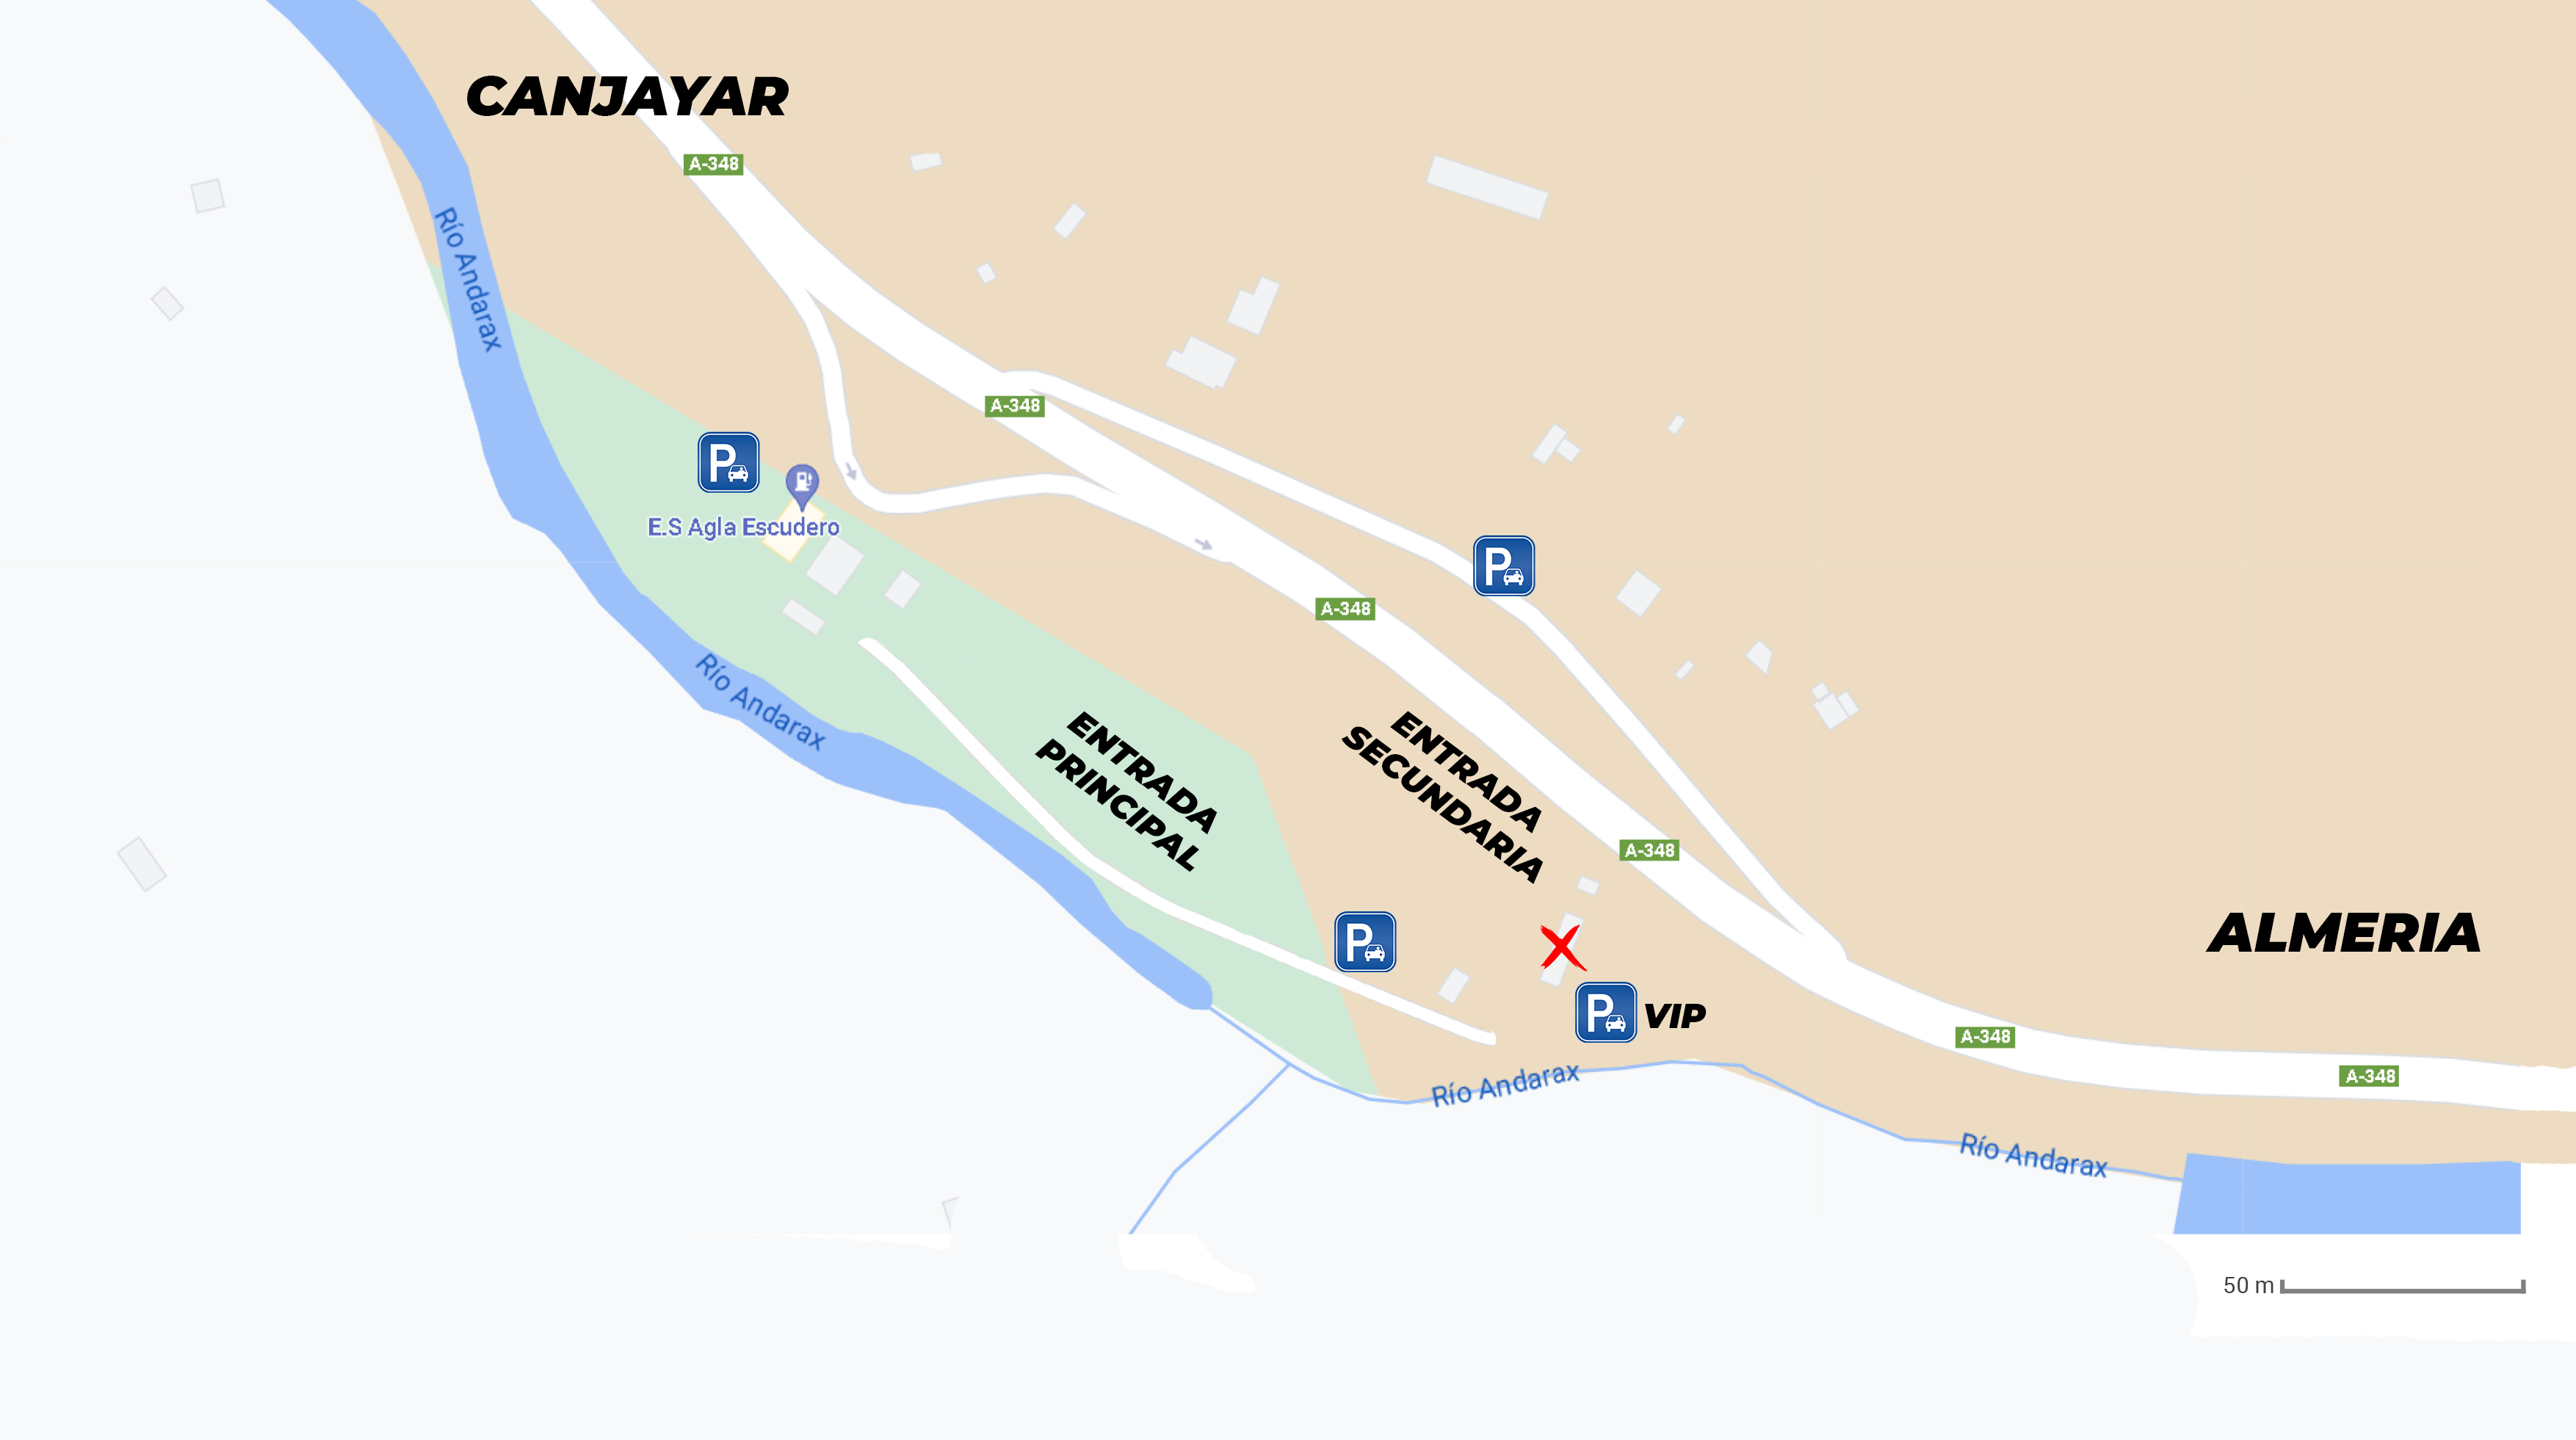 CANJAYAR
A-348
Río Andarax
A-348
P
E.S Agla Escudero
P
A-348
Río Andarax
ENTRADA
PRINCIPAL
ENTRADA
SECUNDARIA
A-348
P
ALMERIA
P
VIP
A-348
A-348
Río Andarax
Río Andarax
50 m